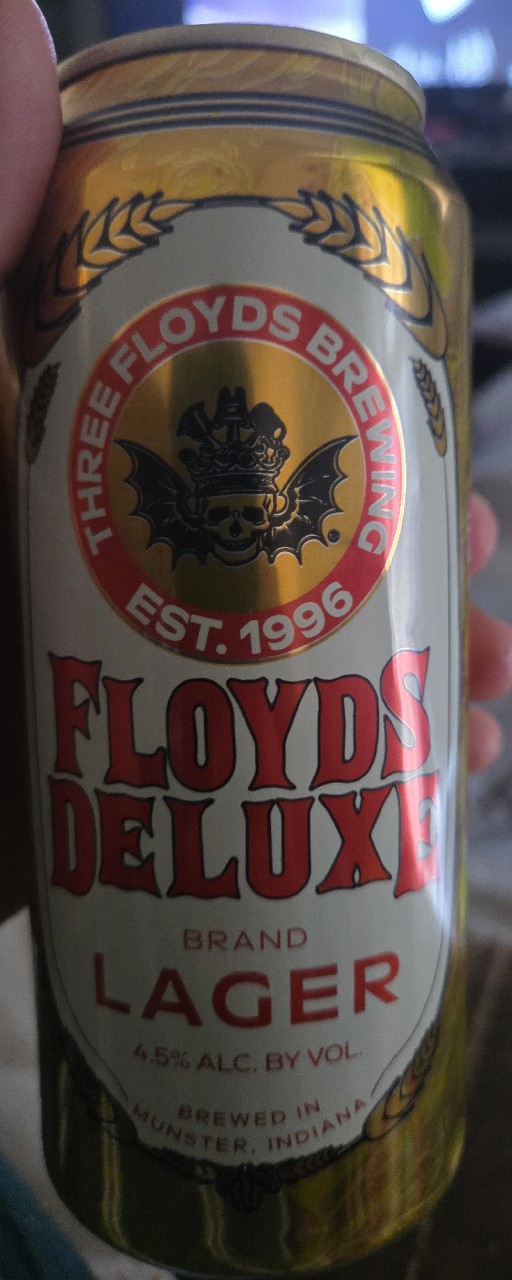 THREE FLOYDS BREWING
EST. 1996
FLOYDS
DELUXE
BRAND
LAGER
4.5% ALC. BY VOL.
BREWED IN
MUNSTER, INDIANA